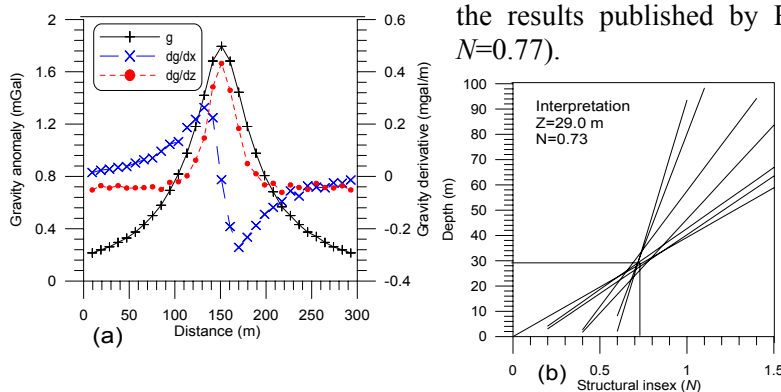 the results published by
N=0.77).
g
dg/dx
dg/dz
Gravity anomaly (mGal)
2
1.6
1.2
0.8
0.4
0
0.6
0.4
0.2
0
-0.2
-0.4
Gravity derivative (mgal/m)
0 50 100 150 200 250 300
Distance (m)
(a)
Interpretation
Z=29.0 m
N=0.73
Depth (m)
100
90
80
70
60
50
40
30
20
10
0
0 0.5 1 1.5
Structural insex (N)
(b)